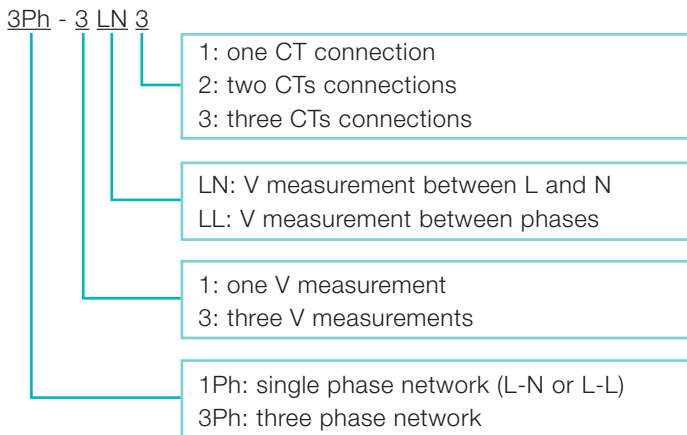 3Ph - 3 LN 3
1: one CT connection
2: two CTs connections
3: three CTs connections
LN: V measurement between L and N
LL: V measurement between phases
1: one V measurement
3: three V measurements
1Ph: single phase network (L-N or L-L)
3Ph: three phase network